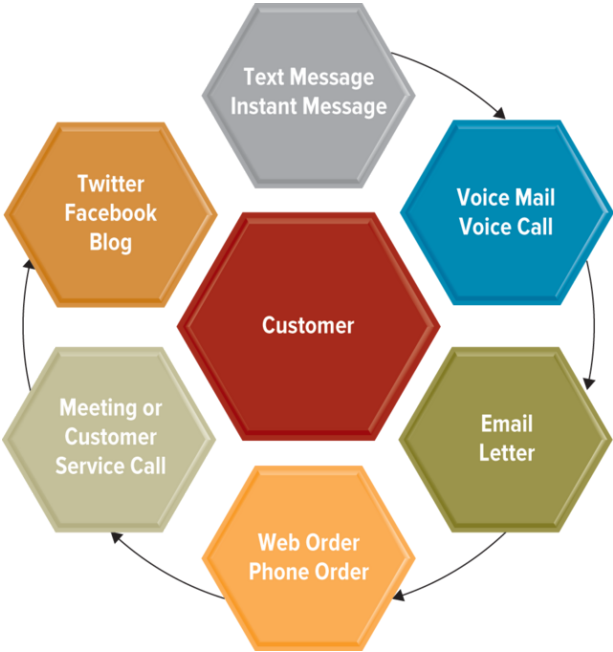 Text Message
Instant Message
Voice Mail
Voice Call
Email
Letter
Web Order
Phone Order
Meeting or
Customer
Service Call
Twitter
Facebook
Blog
Customer